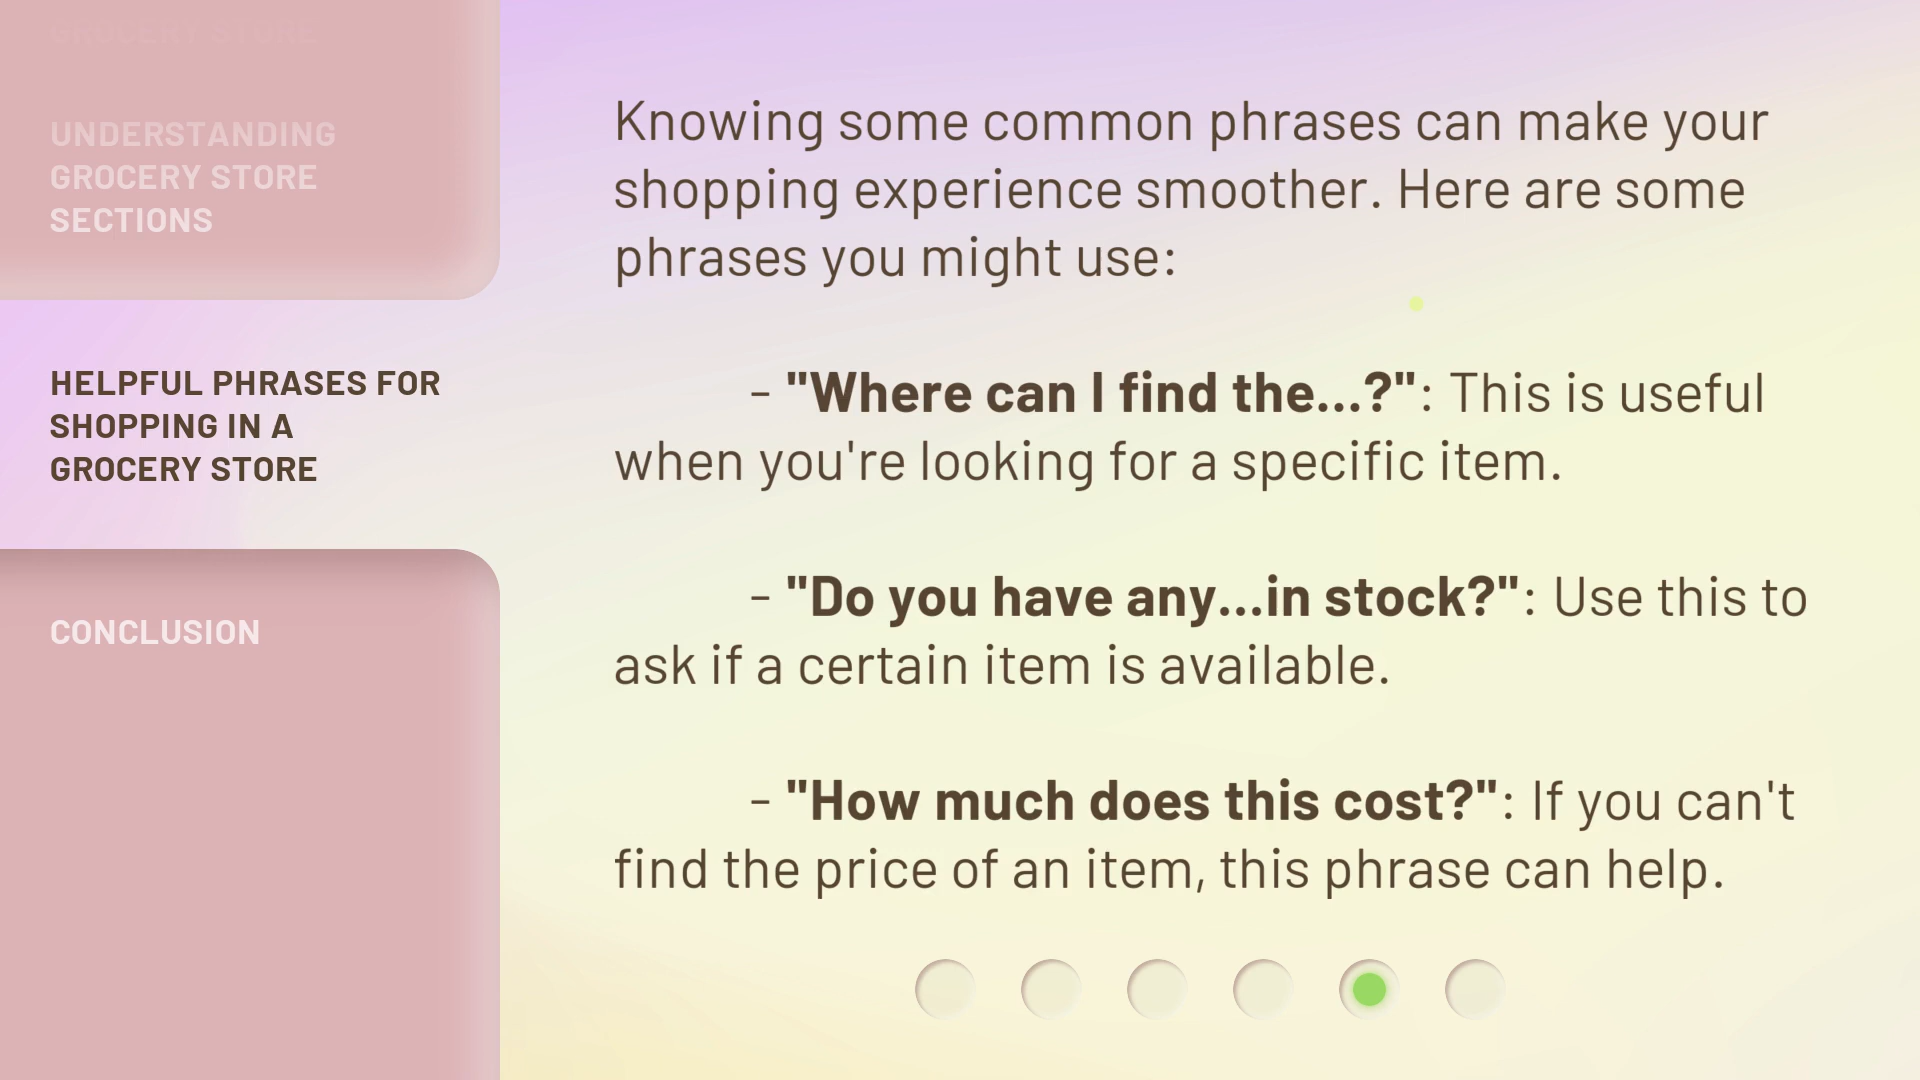 GROCERY STORE
UNDERSTANDING
GROCERY STORE
SECTIONS
HELPFUL PHRASES FOR
SHOPPING IN A
GROCERY STORE
CONCLUSION
Knowing some common phrases can make your
shopping experience smoother. Here are some
phrases you might use:
- "Where can I find the...?": This is useful
when you're looking for a specific item.
- "Do you have any...in stock?": Use this to
ask if a certain item is available.
- "How much does this cost?": If you can't
find the price of an item, this phrase can help.